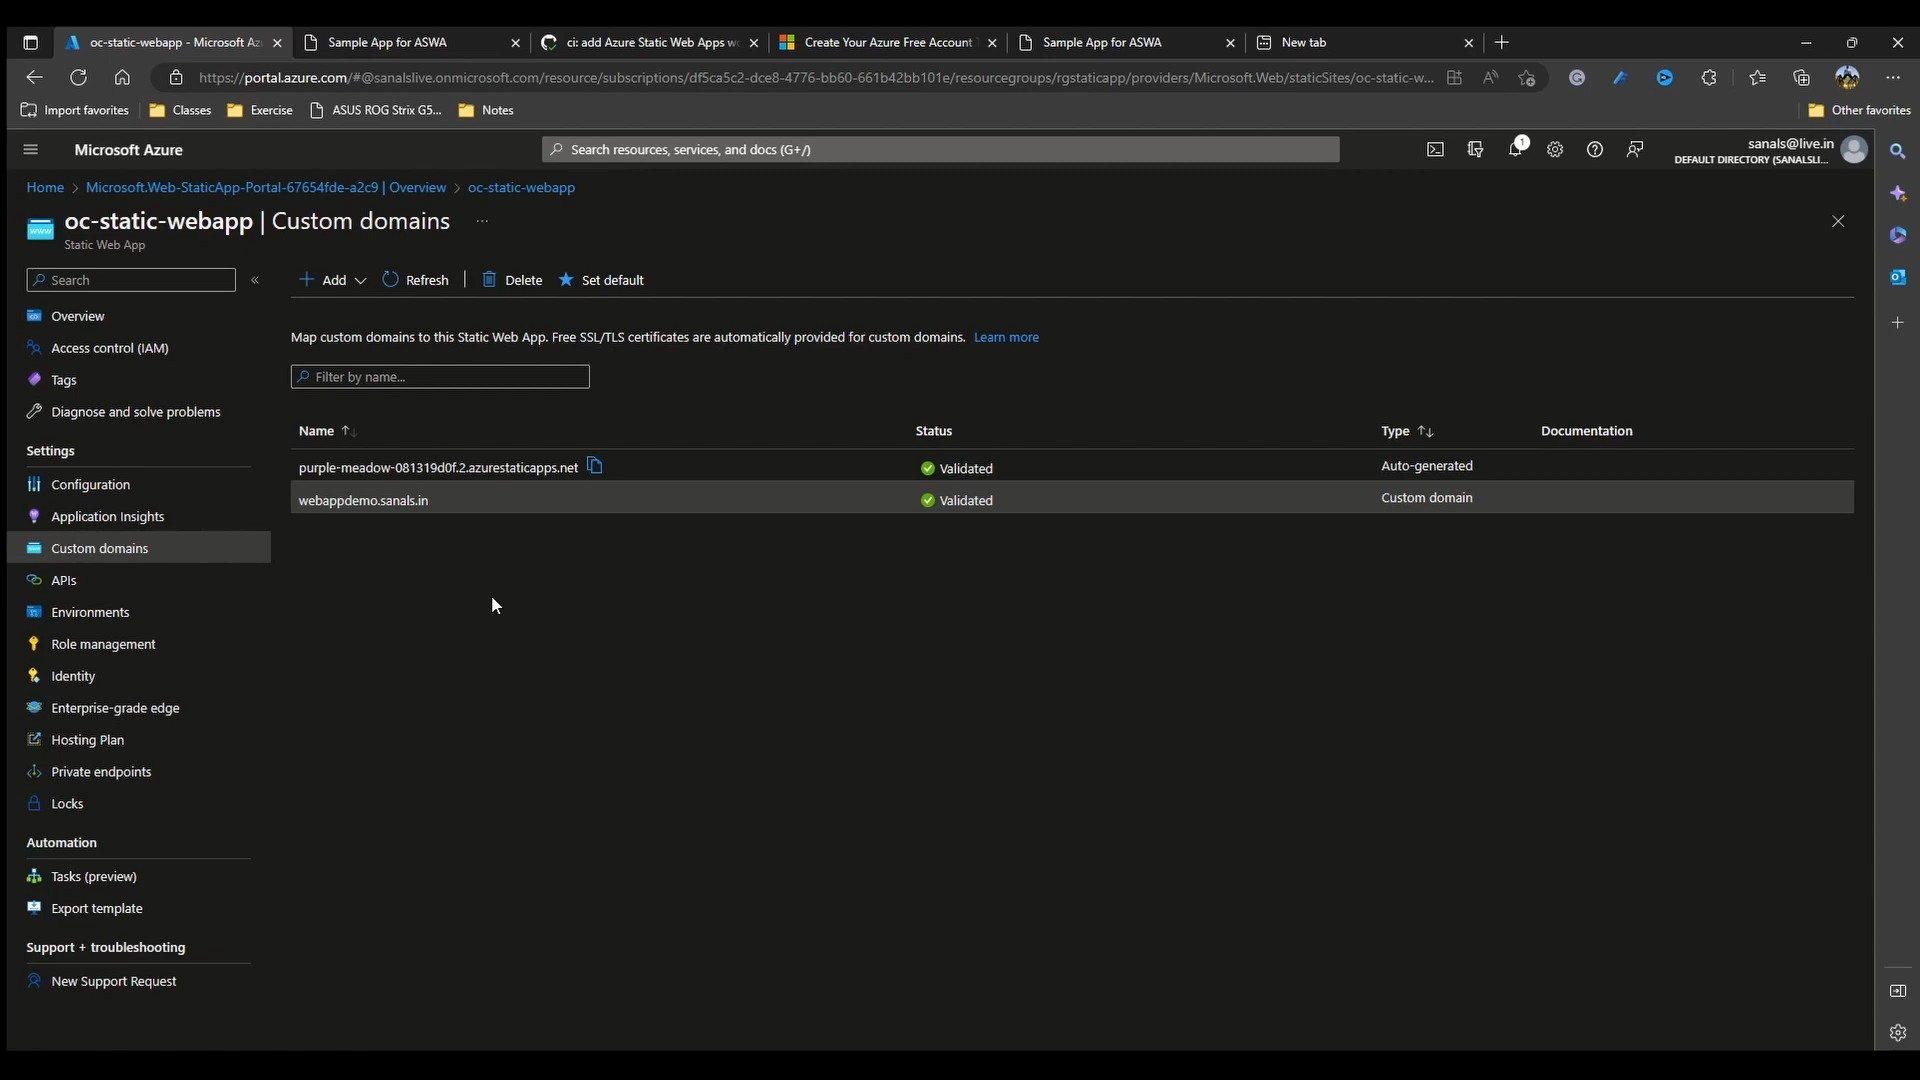 oc-static-webapp - Microsoft Az
Sample App for ASWA
ci: add Azure Static Web Apps w
Create Your Azure Free Account
Sample App for ASWA
New tab
https://portal.azure.com/#@sanalslive.onmicrosoft.com/resource/subscriptions/df5ca5c2-dce8-4776-bb60-661b42bb101e/resourcegroups/rgstaticapp/providers/Microsoft.Web/staticSites/oc-static-w...
Import favorites
Classes
Exercise
ASUS ROG Strix G5...
Notes
Other favorites
Microsoft Azure
Search resources, services, and docs (G+/)
1
sanals@live.in
DEFAULT DIRECTORY (SANALSLI...
Home > Microsoft.Web-StaticApp-Portal-67654fde-a2c9 | Overview > oc-static-webapp
oc-static-webapp | Custom domains ...
Static Web App
Search
Add
Refresh
Delete
Set default
Overview
Access control (IAM)
Tags
Diagnose and solve problems
Settings
Configuration
Application Insights
Custom domains
APIs
Environments
Role management
Identity
Enterprise-grade edge
Hosting Plan
Private endpoints
Locks
Automation
Tasks (preview)
Export template
Support + troubleshooting
New Support Request
Map custom domains to this Static Web App. Free SSL/TLS certificates are automatically provided for custom domains. Learn more
Filter by name...
Name Status Type Documentation
purple-meadow-081319d0f.2.azurestaticapps.net Validated Auto-generated
webappdemo.sanals.in Validated Custom domain